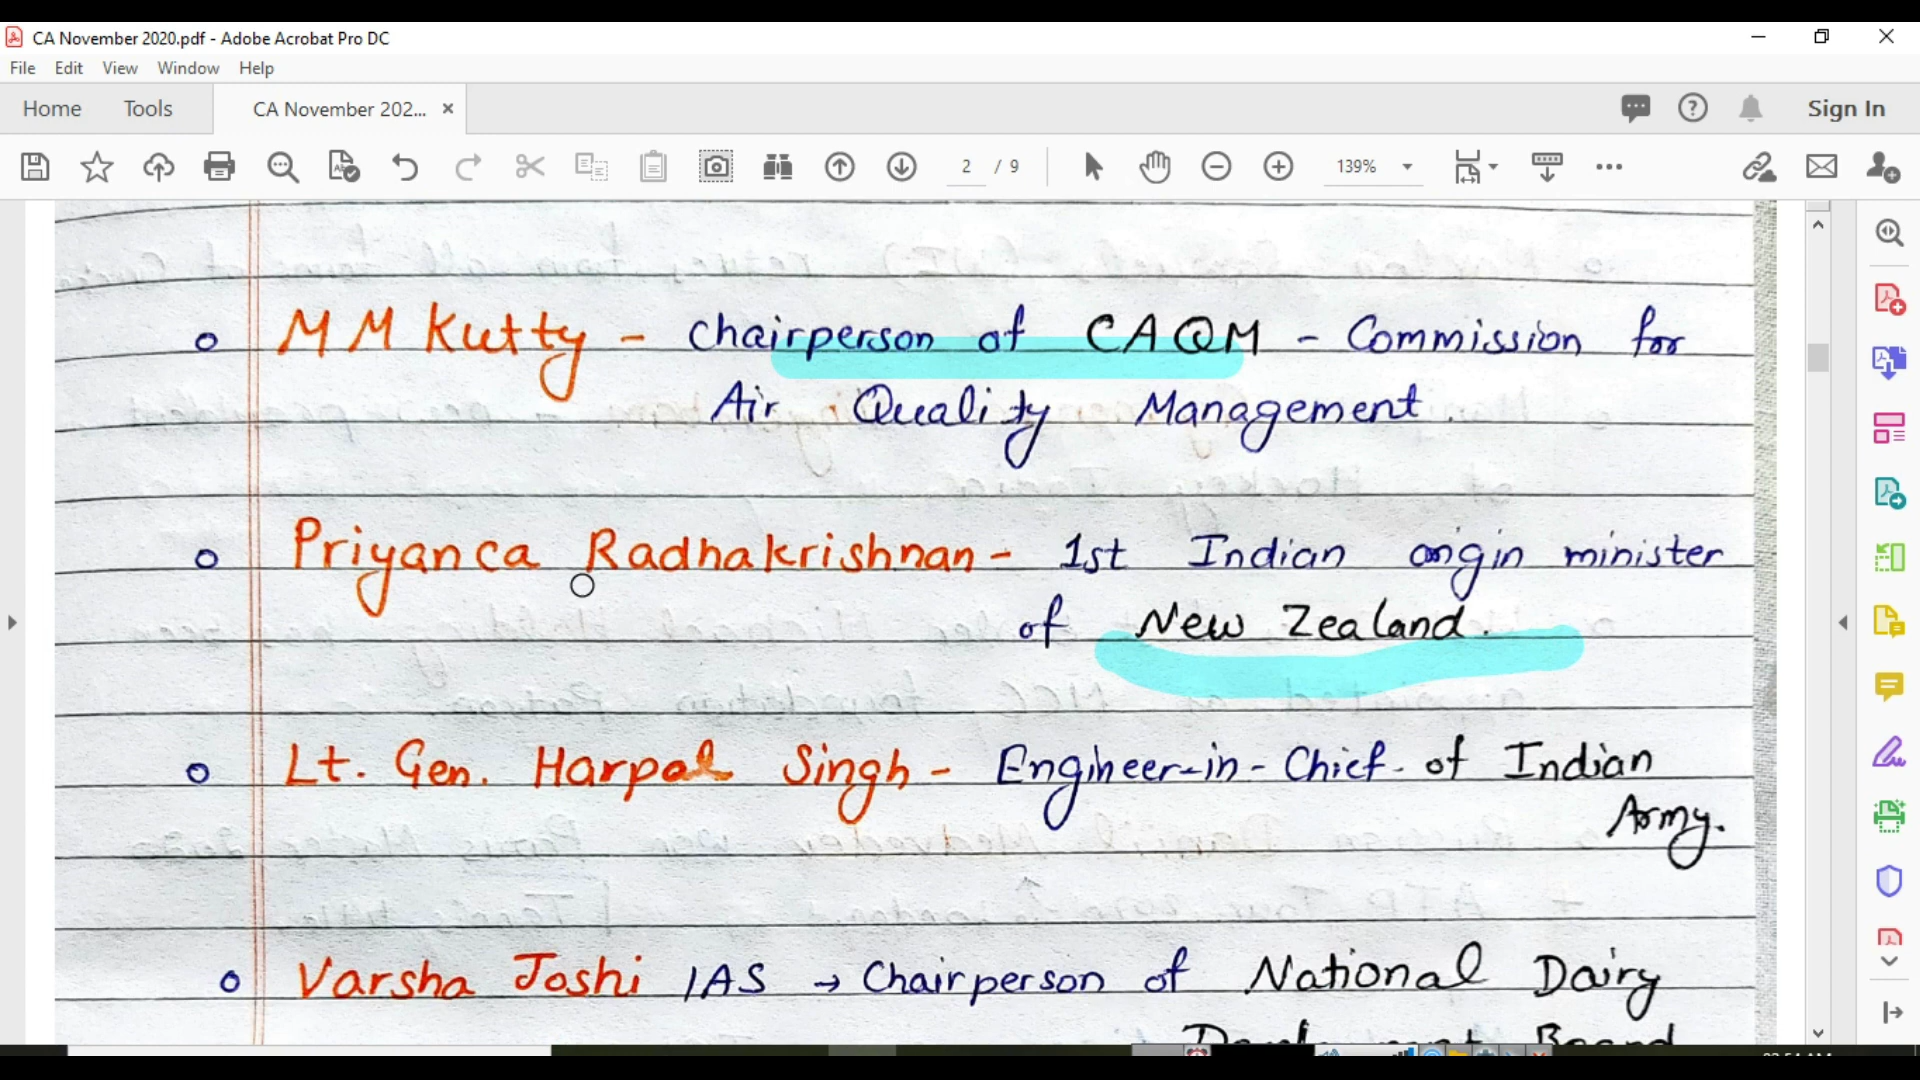 CA November 2020.pdf - Adobe Acrobat Pro DC
File Edit View Window Help
Home Tools CA November 202... × Sign In
2 / 9 139%
o MM Kutty - Chairperson of CAQM - Commission for
Air Quality Management.
o Priyanca Radhakrishnan - 1st Indian origin minister
of New Zealand.
o Lt. Gen. Harpal Singh - Engineer-in-Chief of Indian
Army.
o Varsha Joshi IAS → Chairperson of National Dairy
Board